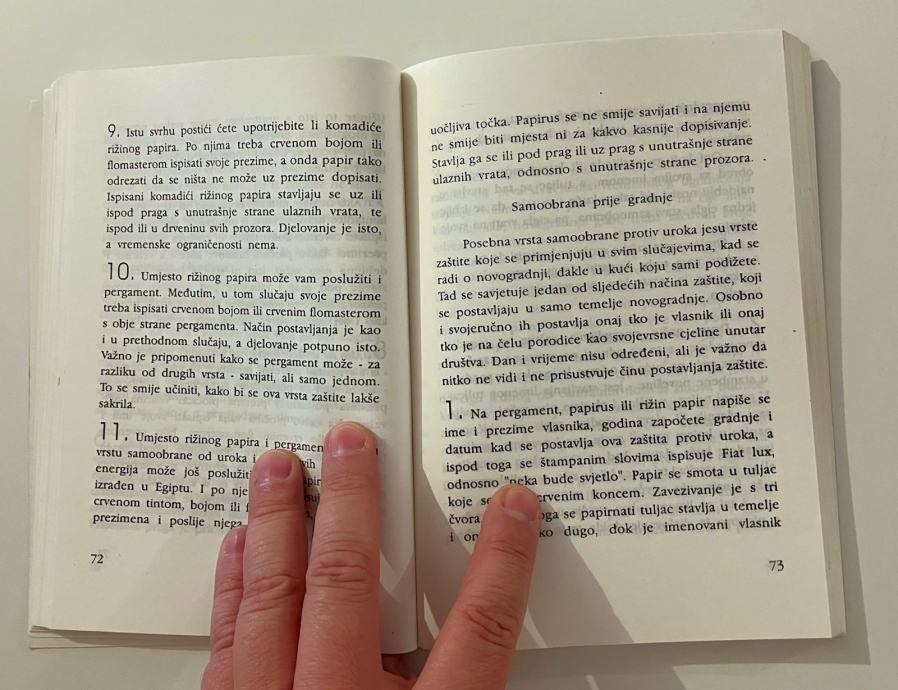 9. Istu svrhu postići ćete upotrijebite li komadiće
rižinog papira. Po njima treba crvenom bojom ili
flomasterom ispisati svoje prezime, a onda papir tako
odrezati da se ništa ne može uz prezime dopisati.
Ispisani komadići rižinog papira stavljaju se uz ili
ispod praga s unutrašnje strane ulaznih vrata, te
ispod ili u drveninu svih prozora. Djelovanje je isto,
a vremenske ograničenosti nema.
10. Umjesto rižinog papira može vam poslužiti i
pergament. Međutim, u tom slučaju svoje prezime
treba ispisati crvenom bojom ili crvenim flomasterom
s obje strane pergamenta. Način postavljanja je kao
i u prethodnom slučaju, a djelovanje potpuno isto.
Važno je pripomenuti kako se pergament može - za
razliku od drugih vrsta - savijati, ali samo jednom.
To se smije učiniti, kako bi se ova vrsta zaštite lakše
sakrila.
11. Umjesto rižinog papira i
vrstu samoobrane od uroka i
energija može još poslužiti
izrađen u Egiptu. I po
crvenom tintom, bojom ili
prezimena i poslije njega
72
uočljiva točka. Papirus se ne smije savijati i na njemu
ne smije biti mjesta ni za kakvo kasnije dopisivanje.
Stavlja ga se ili pod prag ili uz prag s unutrašnje strane
ulaznih vrata, odnosno s unutrašnje strane prozora.
Samoobrana prije gradnje
Posebna vrsta samoobrane protiv uroka jesu vrste
zaštite koje se primjenjuju u svim slučajevima, kad se
radi o novogradnji, dakle u kući koju sami podižete.
Tad se savjetuje jedan od sljedećih načina zaštite, koji
se postavljaju u samo temelje novogradnje. Osobno
i svojeručno ih postavlja onaj tko je vlasnik ili onaj
tko je na čelu porodice kao svojevrsne cjeline unutar
društva. Dan i vrijeme nisu određeni, ali je važno da
nitko ne vidi i ne prisustvuje činu postavljanja zaštite.
1. Na pergament, papirus ili rižin papir napiše se
ime i prezime vlasnika, godina započete gradnje i
datum kad se postavlja ova zaštita protiv uroka, a
ispod toga se štampanim slovima ispisuje Fiat lux,
odnosno "neka bude svjetlo". Papir se smota u tuljac
koje se crvenim koncem. Zavezivanje je s tri
čvora se papirnati tuljac stavlja u temelje
i dugo, dok je imenovani vlasnik
73